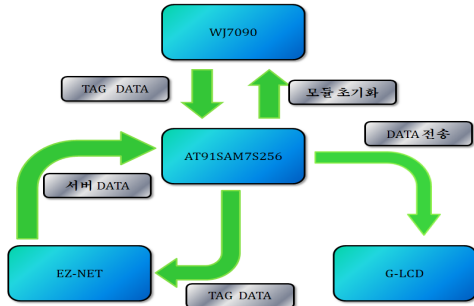 WJ7090
TAG DATA
모듈 초기화
DATA 전송
AT91SAM7S256
서버 DATA
EZ-NET
G-LCD
TAG DATA